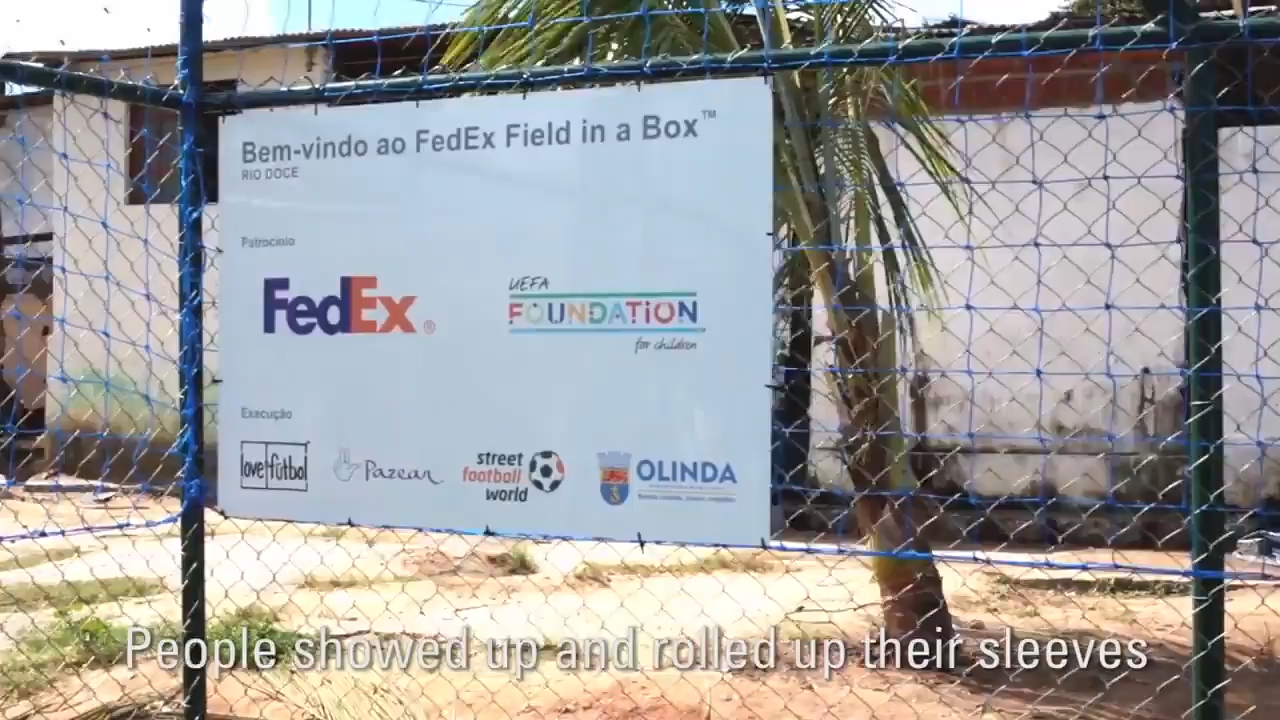 Bem-vindo ao FedEx Field in a Box™
RIO DOCE
Patrocínio
FedEx®
UEFA
FOUNDATION
for children
Execução
love fútbol
Pazear
street
football
world
OLINDA
People showed up and rolled up their sleeves